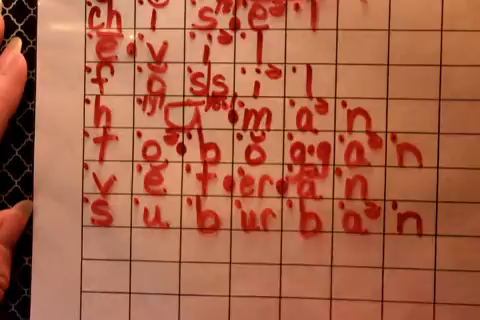 chisel
evil
fossil
human
toboggan
veteran
suburban